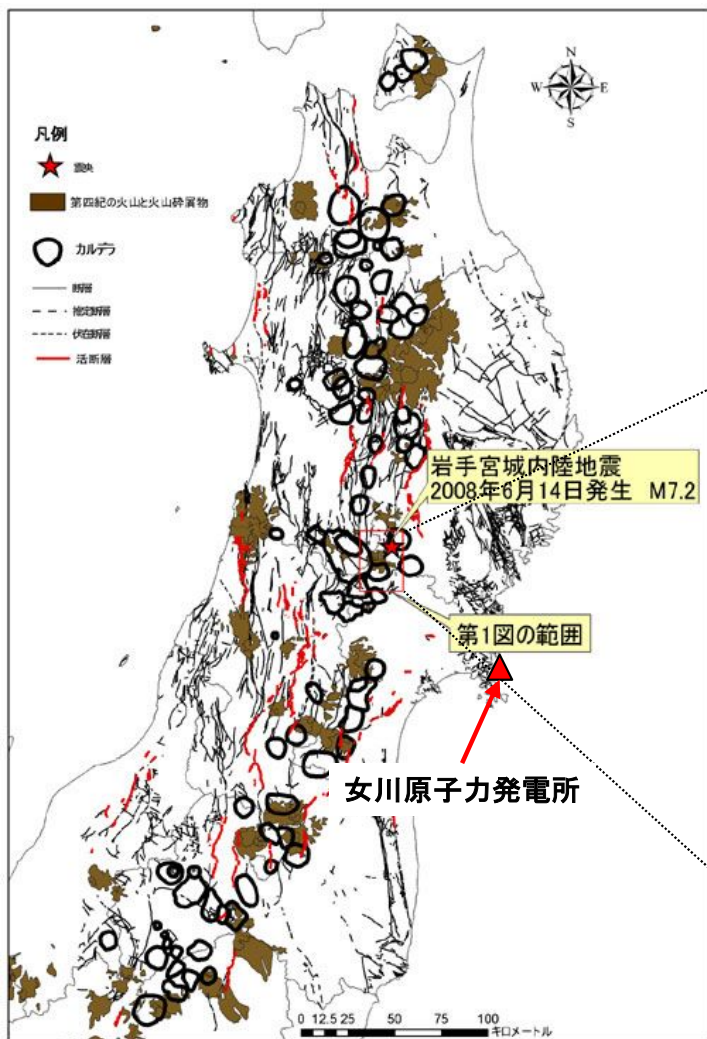 N
W E
S
凡例
震央
第四紀の火山と火山砕屑物
カルデラ
断層
推定断層
伏在断層
活断層
岩手宮城内陸地震
2008年6月14日発生 M7.2
第1図の範囲
女川原子力発電所
0 12.5 25 50 75 100
キロメートル